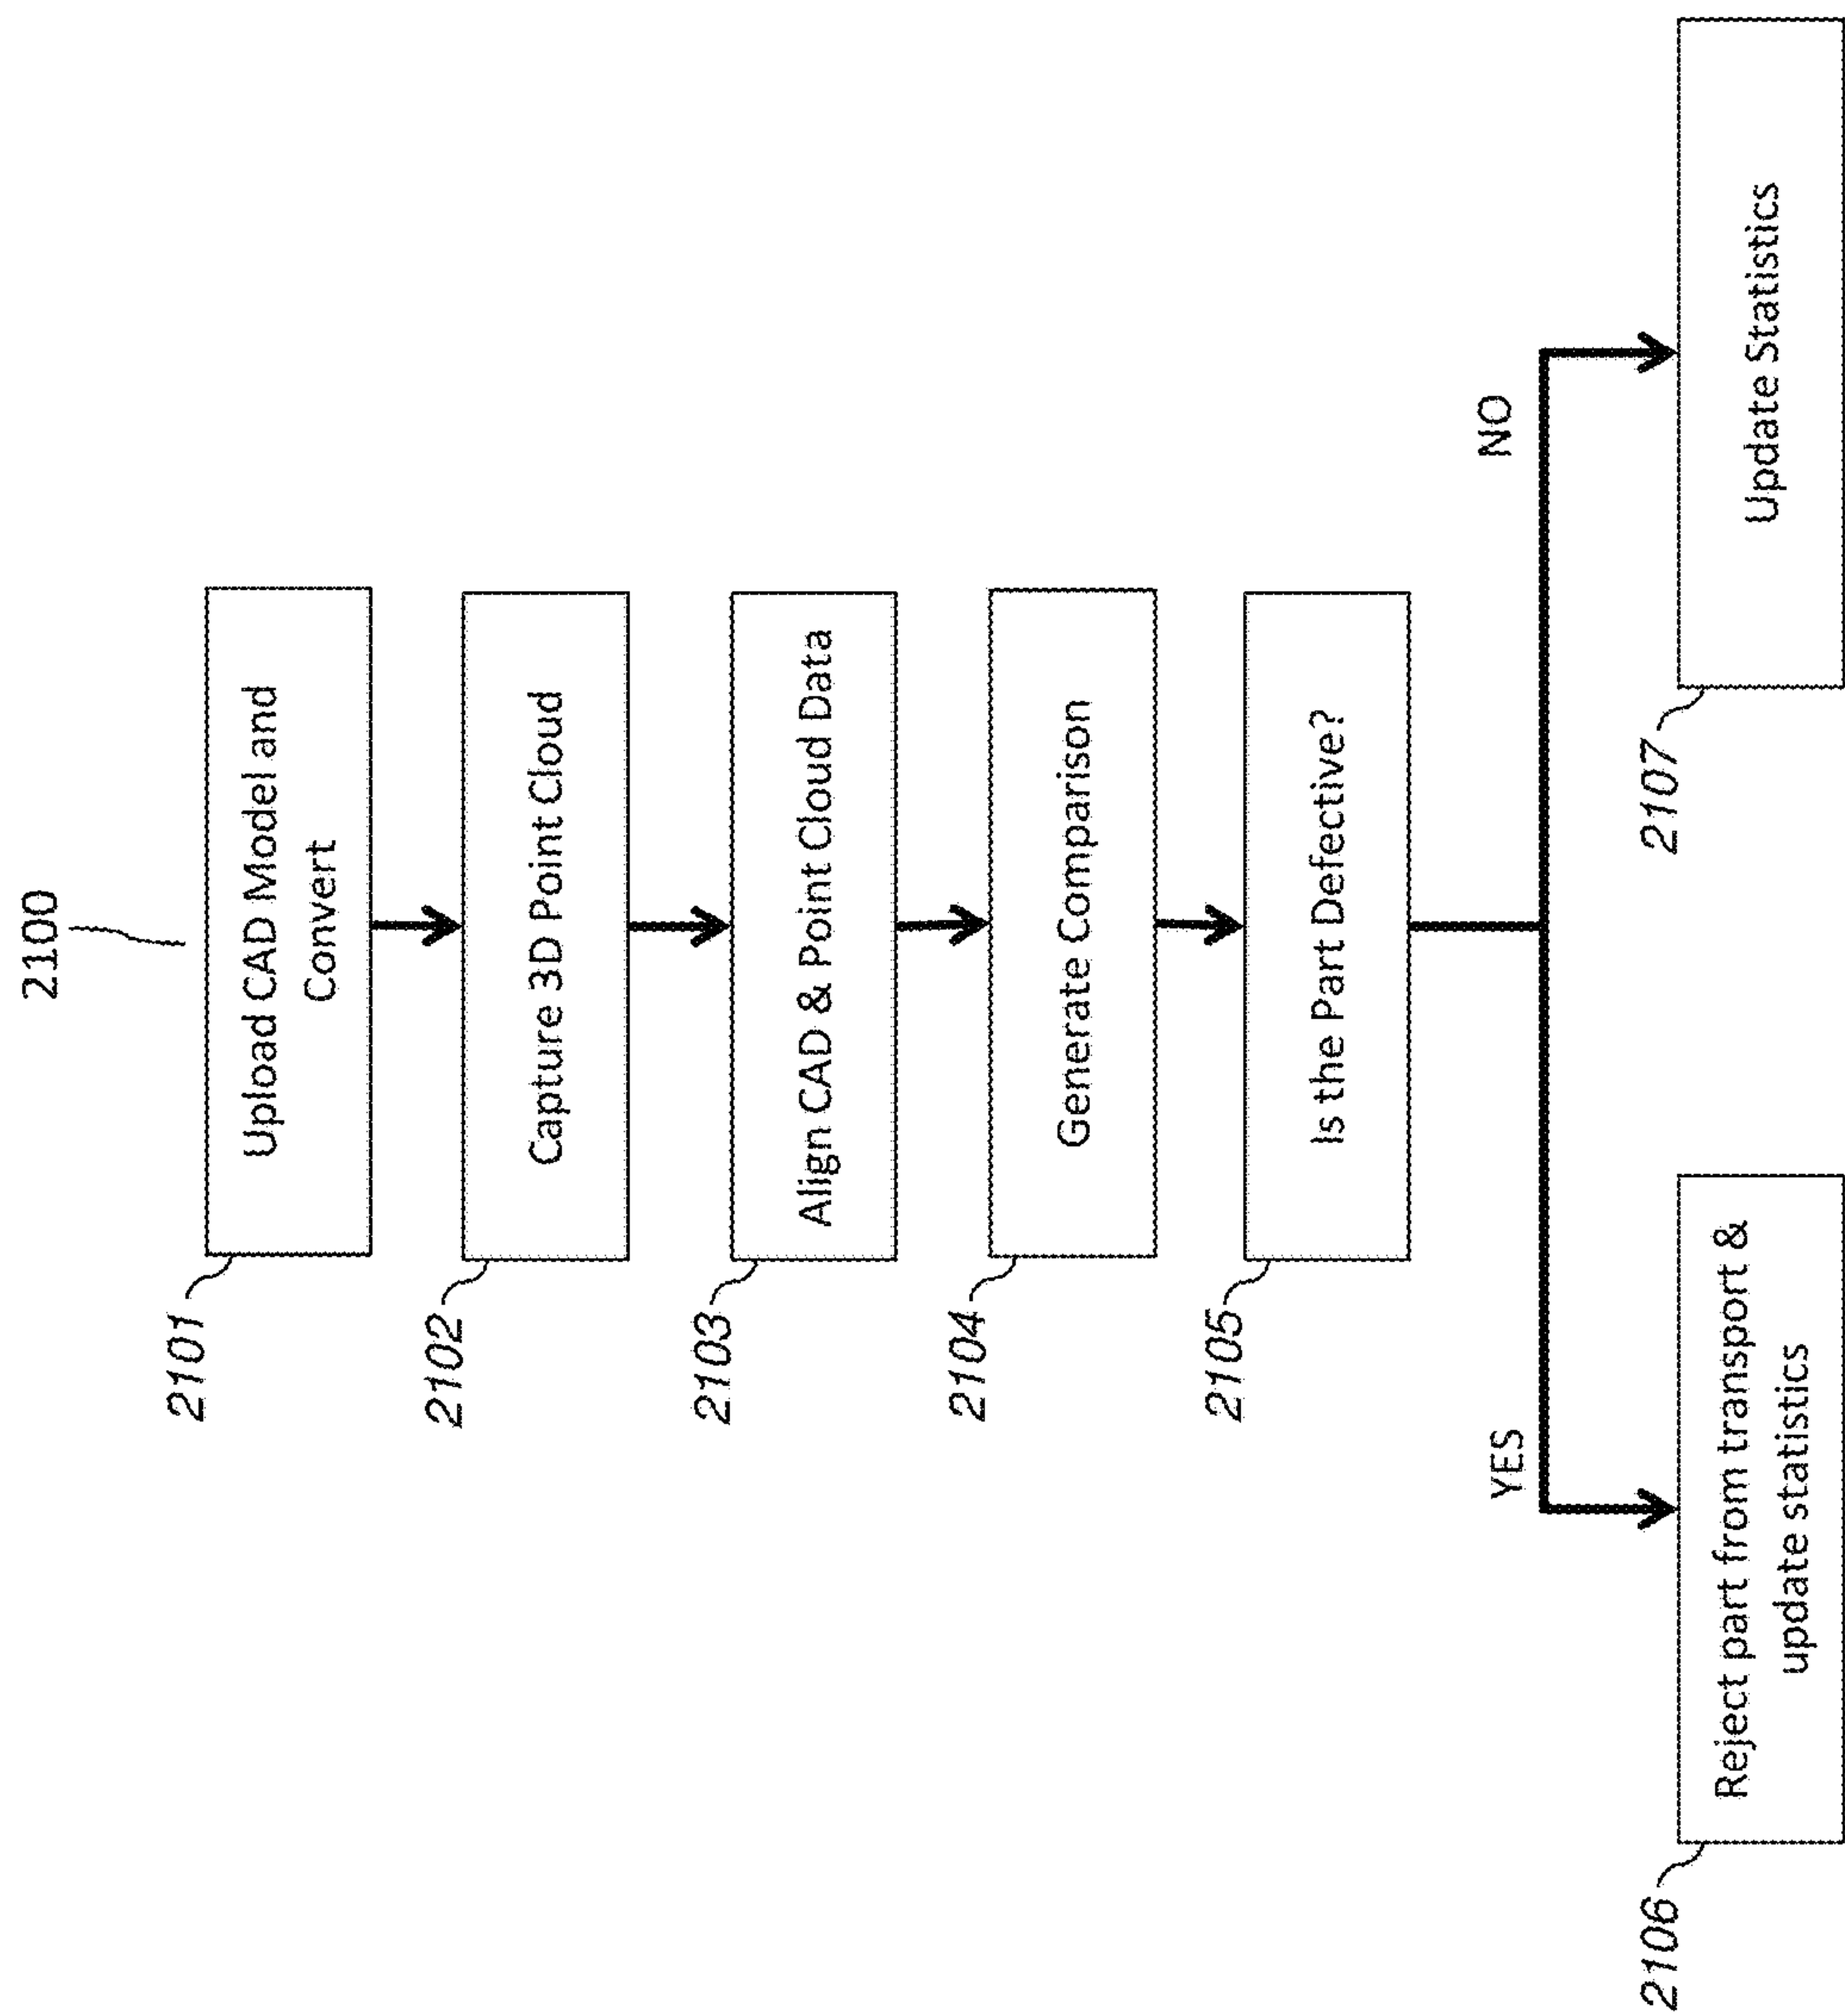 2100
2101
Upload CAD Model and
Convert
2102
Capture 3D Point Cloud
2103
Align CAD & Point Cloud Data
2104
Generate Comparison
2105
Is the Part Defective?
YES
NO
2106
Reject part from transport &
update statistics
2107
Update Statistics